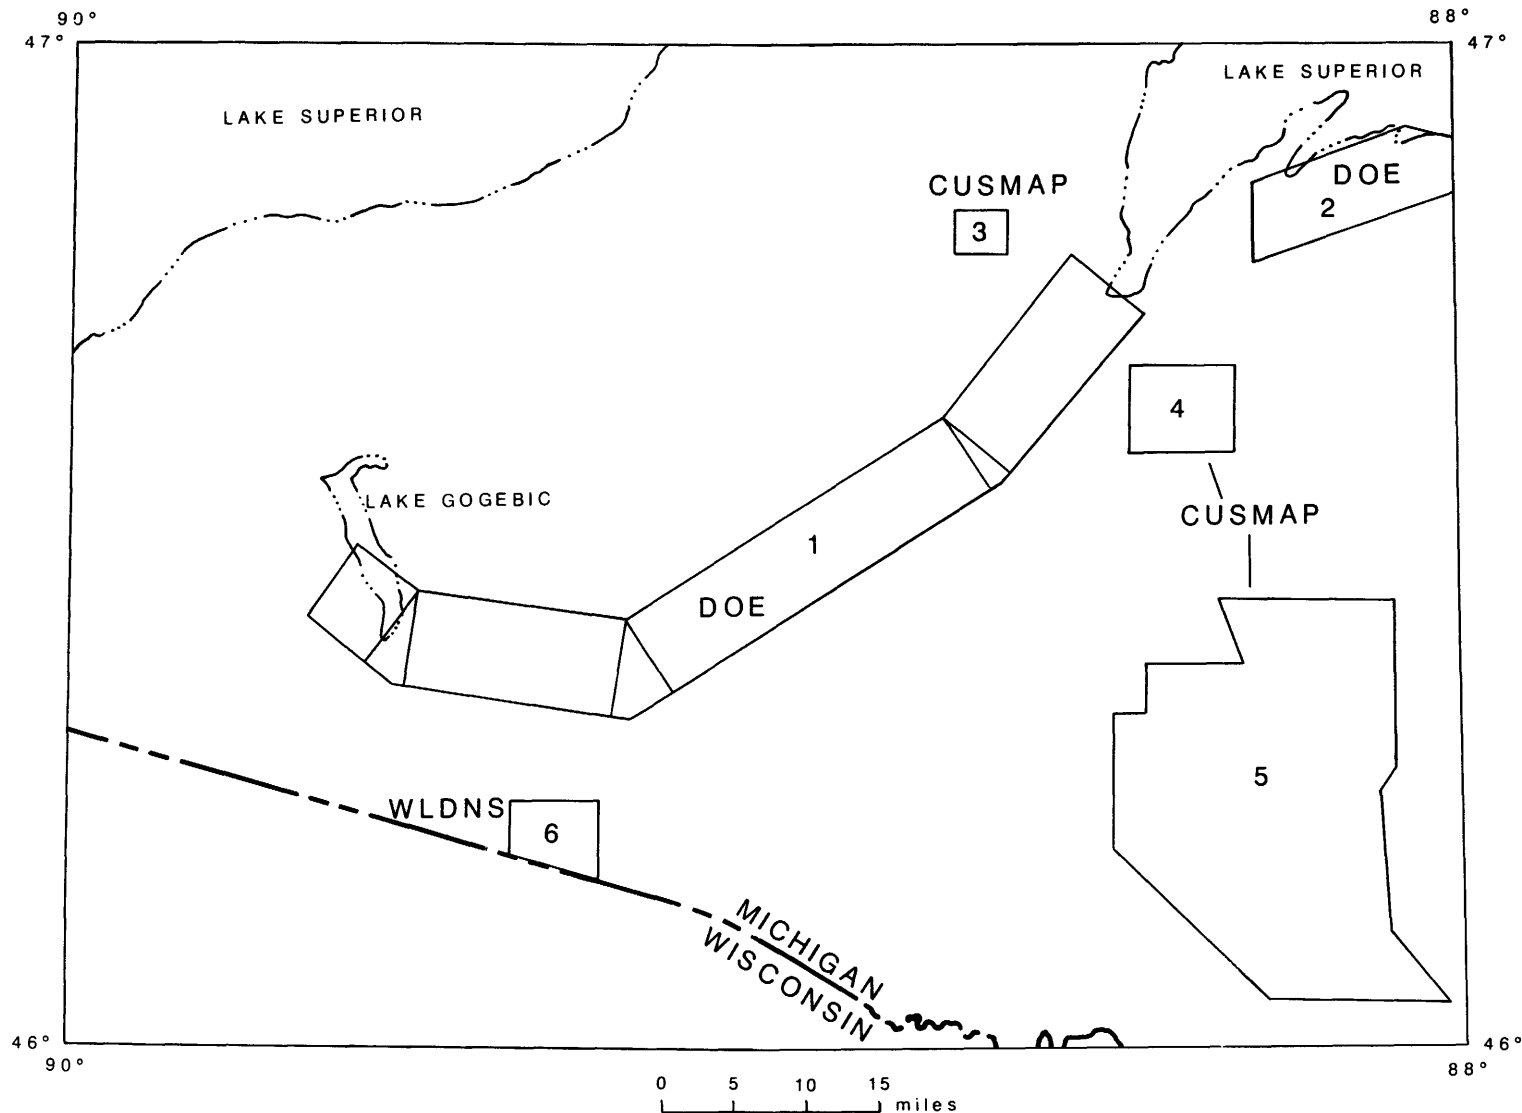 90°
88°
47°
47°
LAKE SUPERIOR
LAKE SUPERIOR
CUSMAP
DOE
2
3
4
LAKE GOGEBIC
CUSMAP
1
DOE
5
WLDNS
6
MICHIGAN
WISCONSIN
46°
46°
90°
88°
0 5 10 15
miles